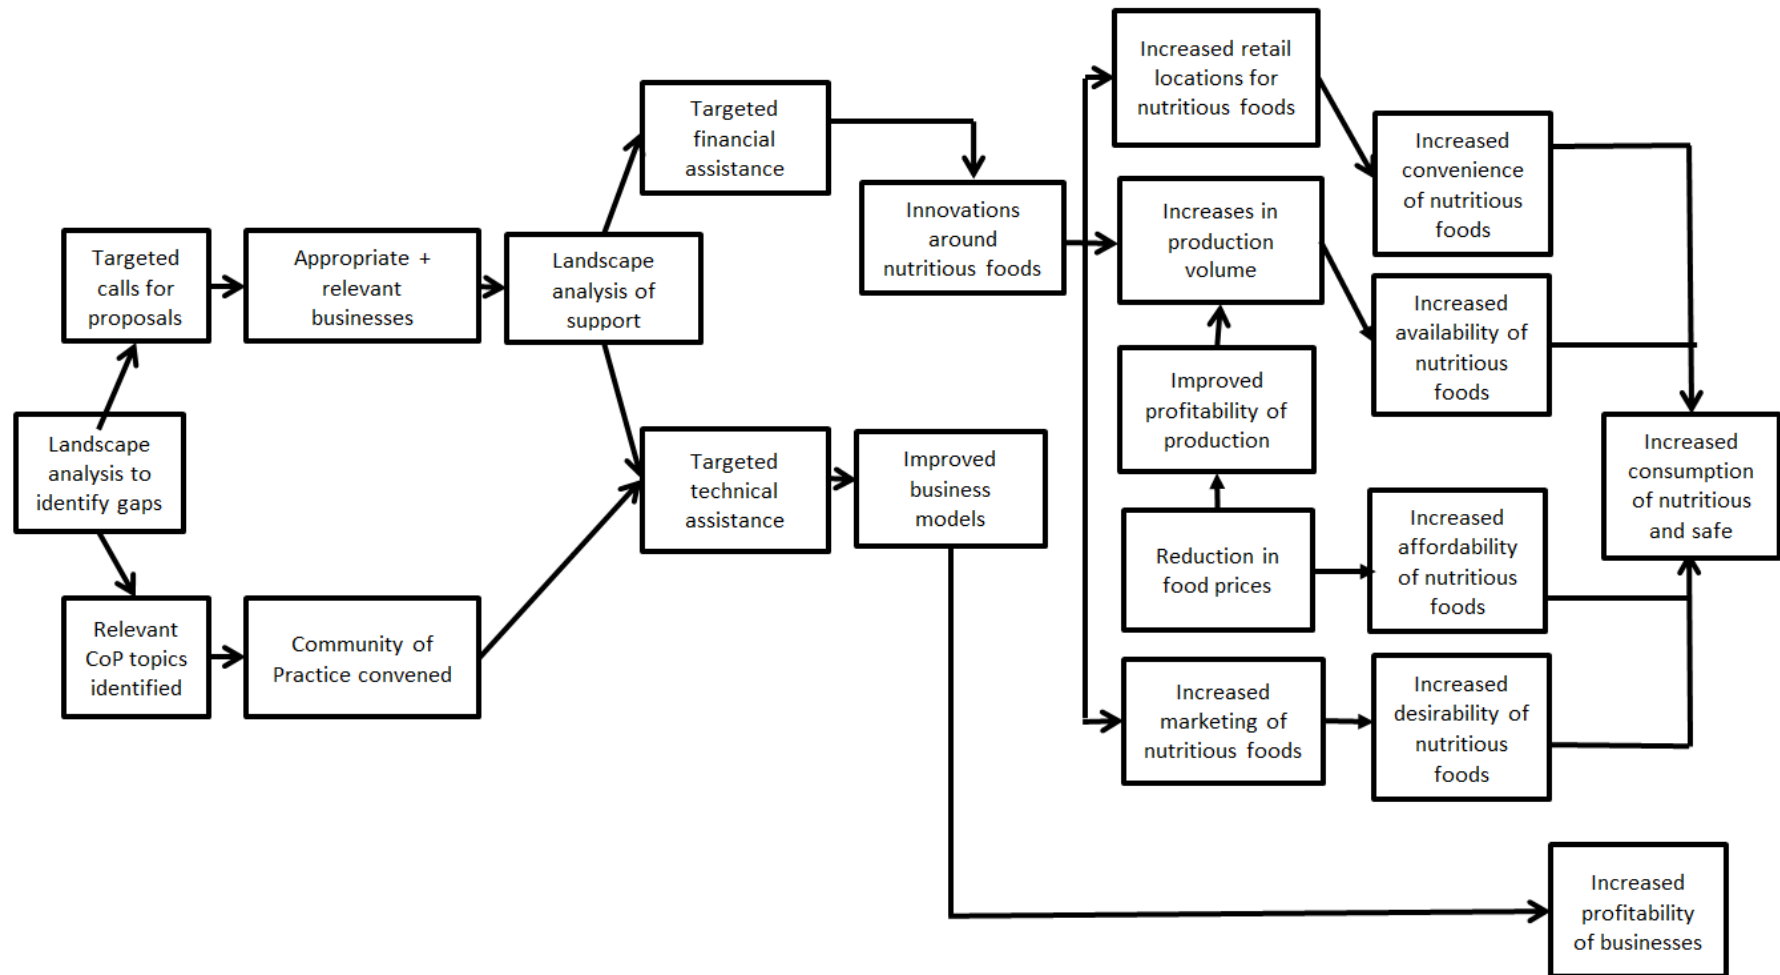 Landscape
analysis to
identify gaps
Targeted
calls for
proposals
Relevant
CoP topics
identified
Appropriate +
relevant
businesses
Community of
Practice convened
Landscape
analysis of
support
Targeted
financial
assistance
Targeted
technical
assistance
Innovations
around
nutritious foods
Improved
business
models
Increased retail
locations for
nutritious foods
Increases in
production
volume
Improved
profitability of
production
Reduction in
food prices
Increased
marketing of
nutritious foods
Increased
convenience
of nutritious
foods
Increased
availability of
nutritious
foods
Increased
affordability
of nutritious
foods
Increased
desirability of
nutritious
foods
Increased
consumption
of nutritious
and safe
Increased
profitability
of businesses